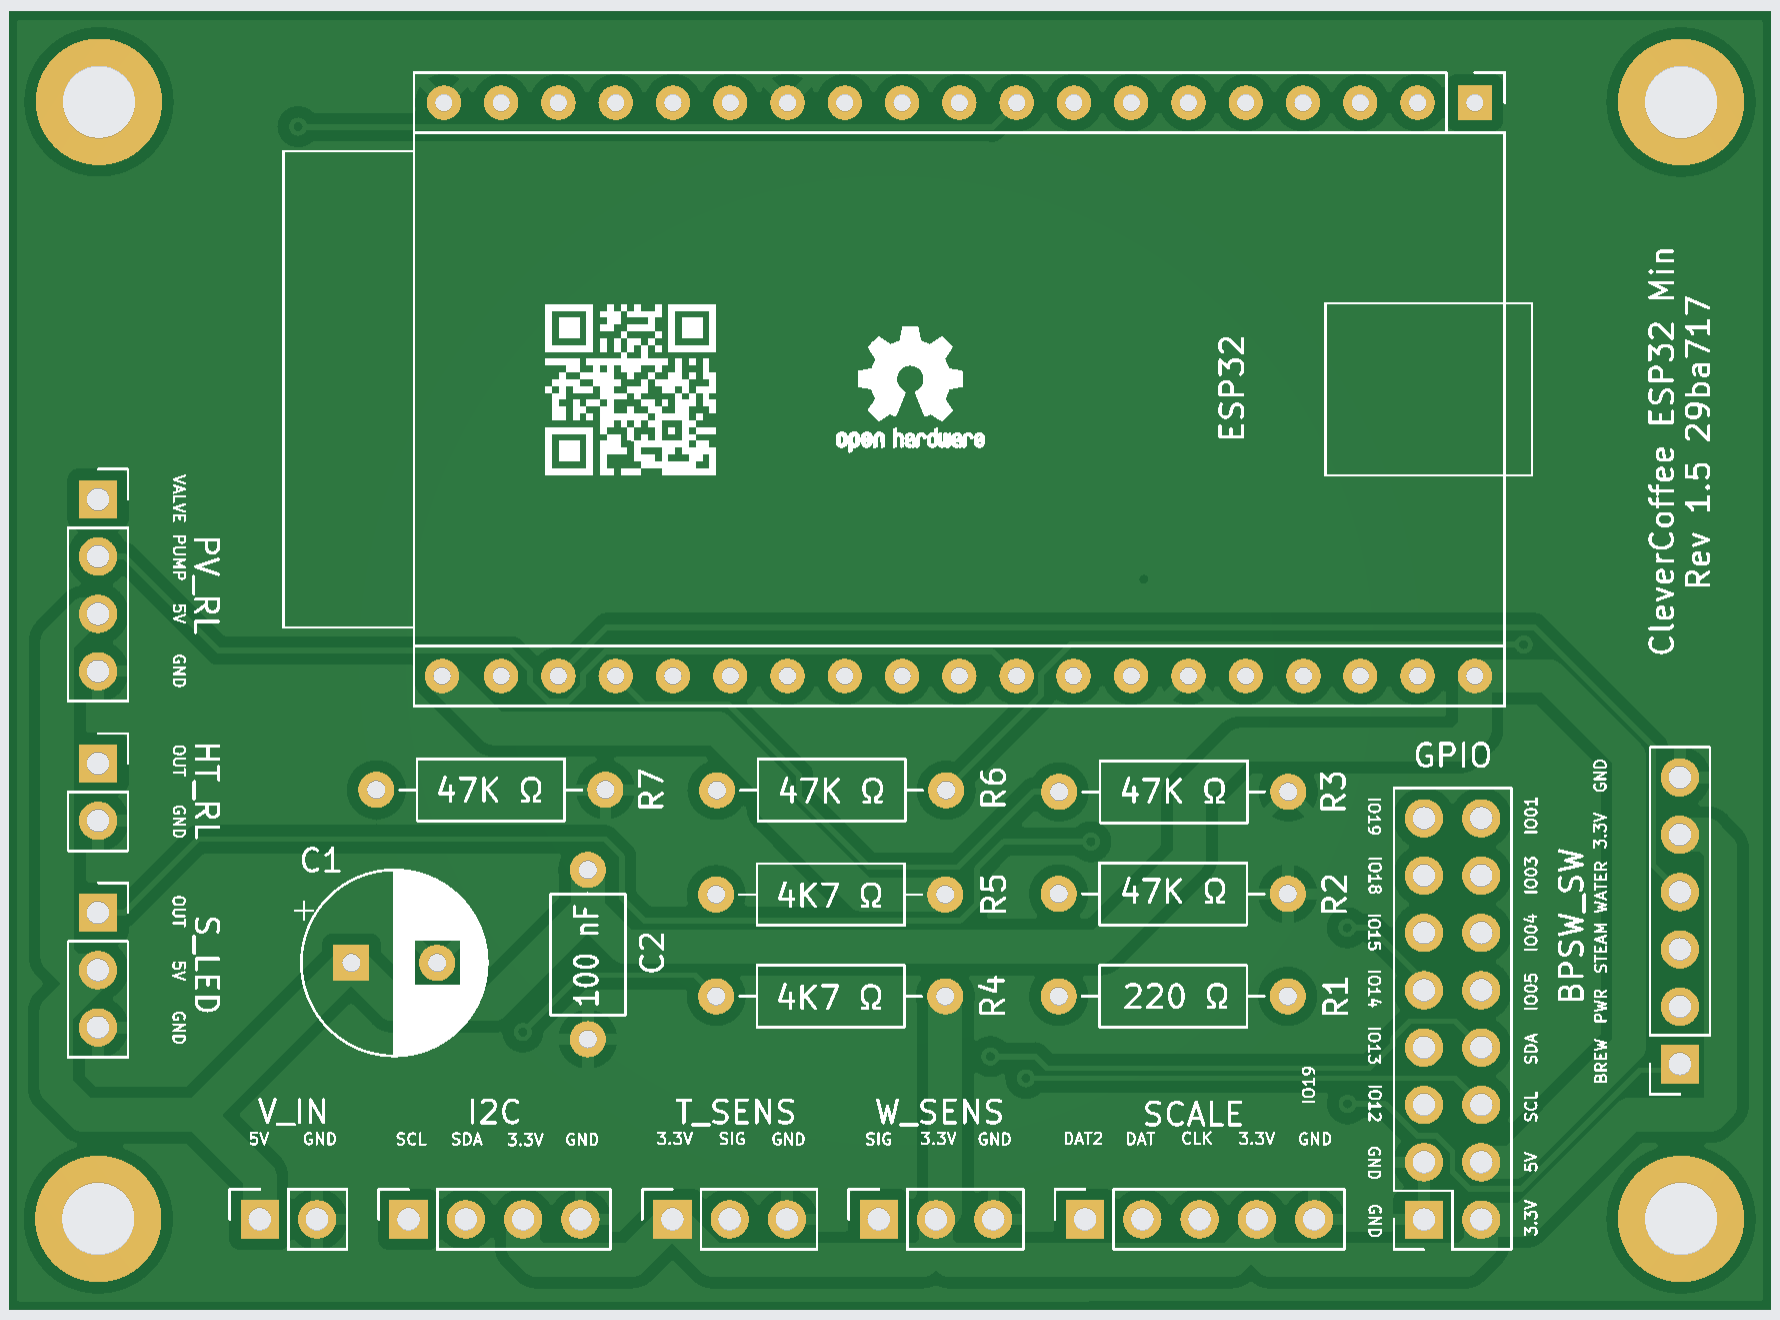 open hardware
ESP32
CleverCoffee ESP32 Min
Rev 1.5 29ba717
VALVE
PUMP
5V
GND
PV_RL
OUT
GND
HT_RL
OUT
5V
GND
S_LED
47K Ω
R7
47K Ω
R6
47K Ω
R3
C1
+
100 nF
C2
4K7 Ω
R5
47K Ω
R2
4K7 Ω
R4
220 Ω
R1
GPIO
IO19
IO18
IO15
IO14
IO13
IO12
GND
GND
IO01
IO03
IO04
IO05
SDA
SCL
5V
3.3V
BPSW_SW
BREW PWR STEAM WATER 3.3V GND
IO19
V_IN
5V GND
I2C
SCL SDA 3.3V GND
T_SENS
3.3V SIG GND
W_SENS
SIG 3.3V GND
SCALE
DAT2 DAT CLK 3.3V GND